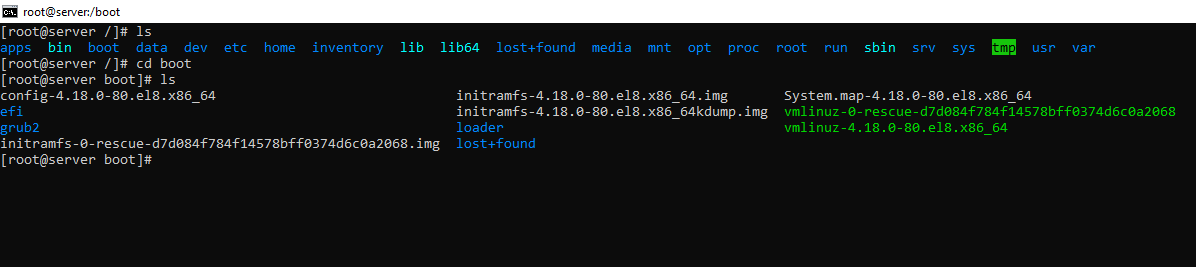 root@server:/boot
[root@server /]# ls
apps bin boot data dev etc home inventory lib lib64 lost+found media mnt opt proc root run sbin srv sys tmp usr var
[root@server /]# cd boot
[root@server boot]# ls
config-4.18.0-80.el8.x86_64 initramfs-4.18.0-80.el8.x86_64.img System.map-4.18.0-80.el8.x86_64
efi initramfs-4.18.0-80.el8.x86_64kdump.img vmlinuz-0-rescue-d7d084f784f14578bff0374d6c0a2068
grub2 loader vmlinuz-4.18.0-80.el8.x86_64
initramfs-0-rescue-d7d084f784f14578bff0374d6c0a2068.img lost+found
[root@server boot]#